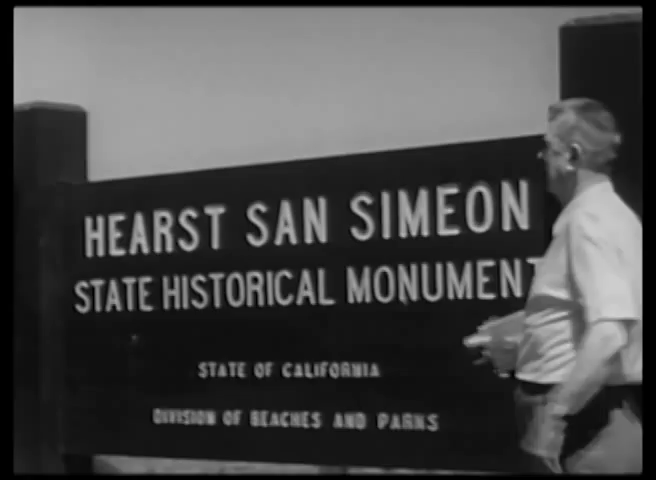 HEARST SAN SIMEON
STATE HISTORICAL MONUMENT
STATE OF CALIFORNIA
DIVISION OF BEACHES AND PARKS